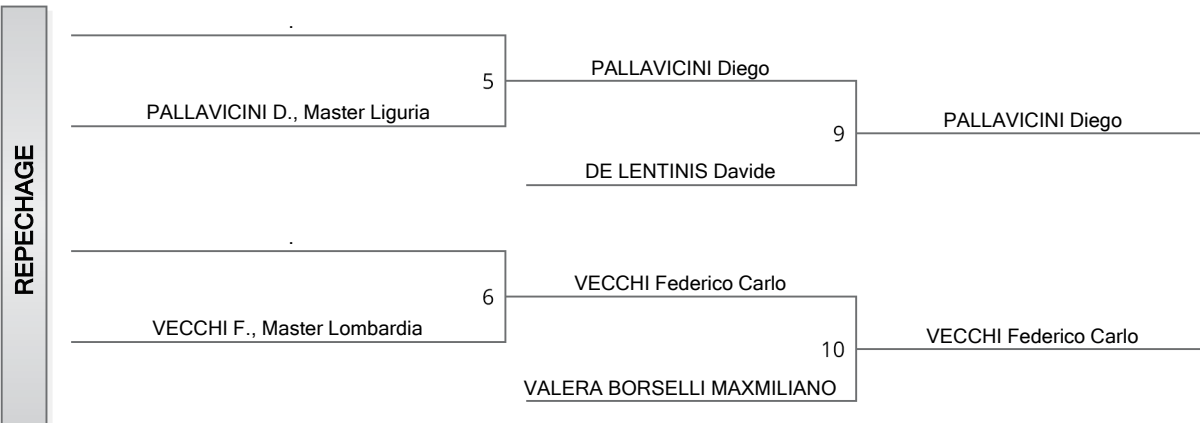 REPECHAGE
.
5
PALLAVICINI D., Master Liguria
PALLAVICINI Diego
9
DE LENTINIS Davide
PALLAVICINI Diego
.
6
VECCHI F., Master Lombardia
VECCHI Federico Carlo
10
VALERA BORSELLI MAXMILIANO
VECCHI Federico Carlo